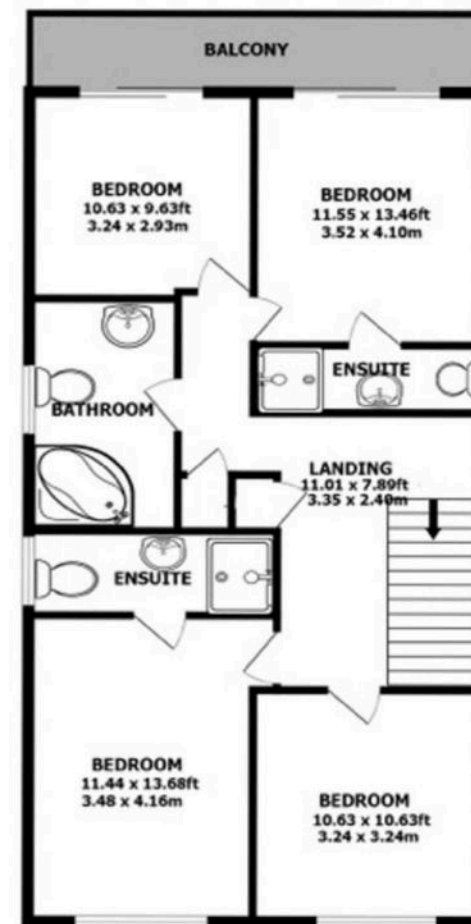 BALCONY
BEDROOM
10.63 x 9.63ft
3.24 x 2.93m
BEDROOM
11.55 x 13.46ft
3.52 x 4.10m
ENSUITE
BATHROOM
LANDING
11.01 x 7.89ft
3.35 x 2.40m
ENSUITE
BEDROOM
11.44 x 13.68ft
3.48 x 4.16m
BEDROOM
10.63 x 10.63ft
3.24 x 3.24m